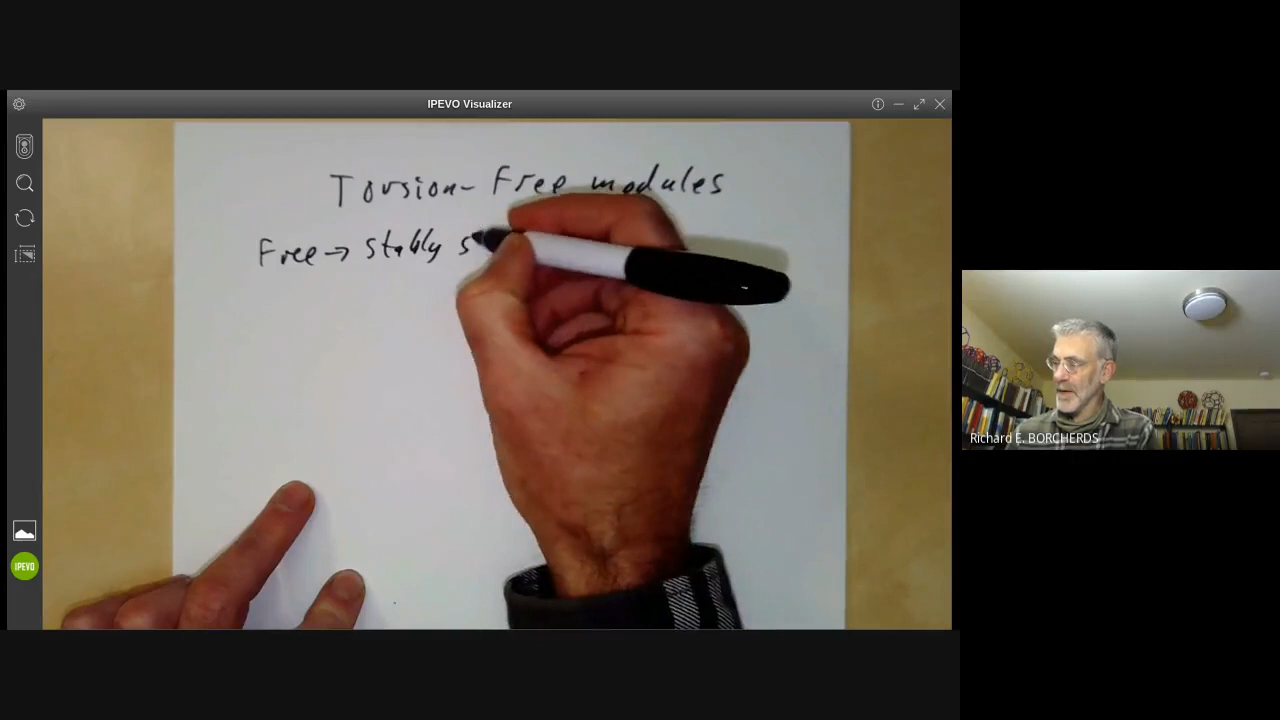 IPEVO Visualizer
Torsion-Free modules
Free → stably s
IPEVO
Richard E. BORCHERDS